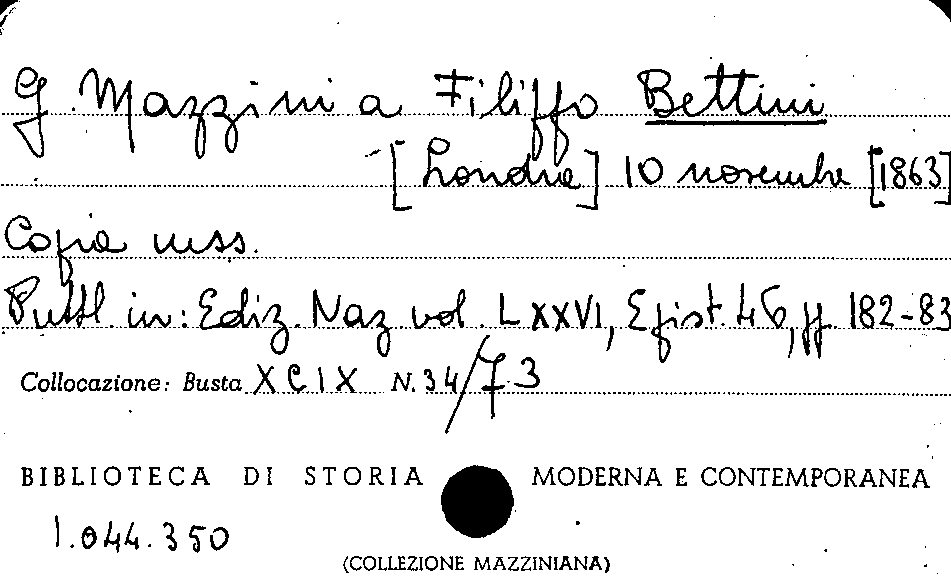 G. Mazzini a Filippo Bettini
[Londra] 10 novembre [1863]
Copia mss.
Pubbl. in: Ediz. Naz. vol. LXXVI, Epist. 46, pp. 182-83
Collocazione: Busta XCIX N. 34/73
BIBLIOTECA DI STORIA MODERNA E CONTEMPORANEA
1.044.350
(COLLEZIONE MAZZINIANA)